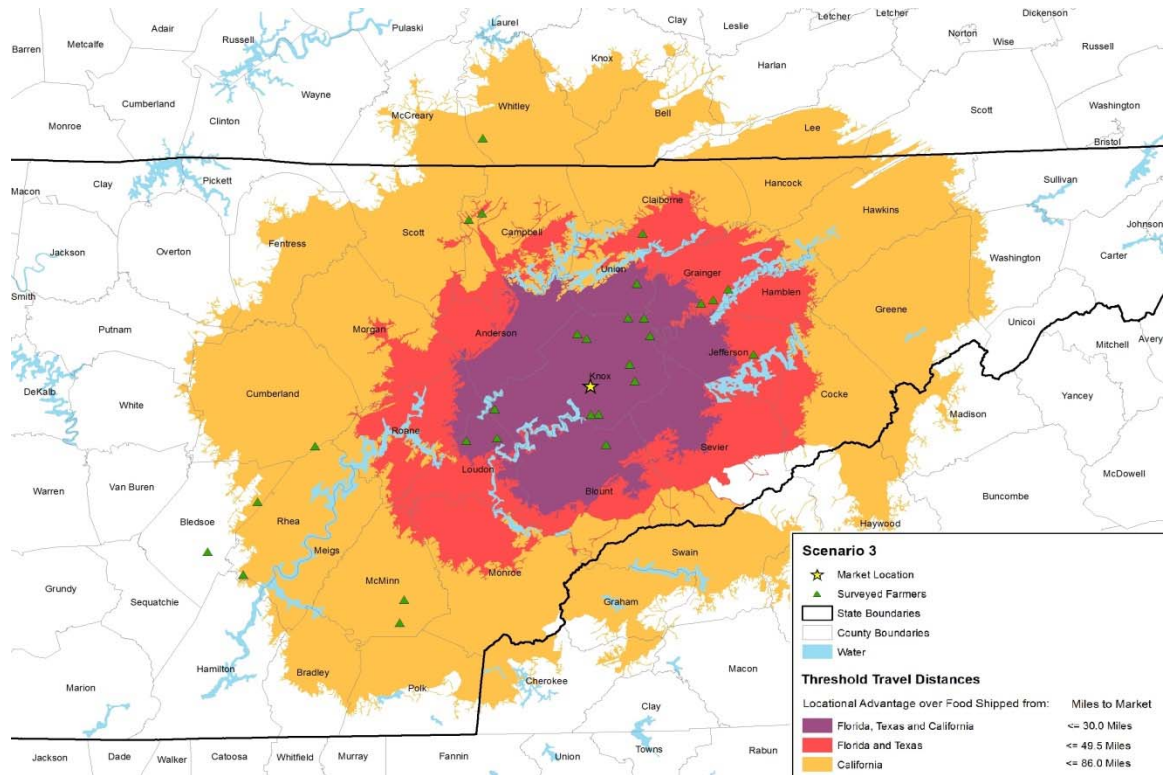 Adair
Pulaski
Laurel
Clay
Leslie
Letcher
Letcher
Dickenson
Barren
Metcalfe
Russell
Norton
Wise
Russell
Knox
Harlan
Wayne
Cumberland
Whitley
McCreary
Bell
Scott
Washington
Monroe
Clinton
Lee
Bristol
Macon
Clay
Pickett
Hancock
Sullivan
Claiborne
Hawkins
Jackson
Overton
Fentress
Scott
Campbell
Johnson
Carter
Washington
Union
Grainger
Smith
Hamblen
Greene
Unicoi
Putnam
Morgan
Anderson
Mitchell
Avery
Jefferson
DeKalb
White
Cumberland
Knox
Cocke
Yancey
Madison
Roane
Sevier
Loudon
McDowell
Warren
Van Buren
Blount
Buncombe
Bledsoe
Rhea
Haywood
Meigs
Monroe
Swain
McMinn
Grundy
Sequatchie
Graham
Hamilton
Bradley
Polk
Cherokee
Macon
Marion
Clay
Jackson
Dade
Walker
Catoosa
Whitfield
Murray
Fannin
Union
Towns
Rabun
Scenario 3
Market Location
Surveyed Farmers
State Boundaries
County Boundaries
Water
Threshold Travel Distances
Locational Advantage over Food Shipped from: Miles to Market
Florida, Texas and California <= 30.0 Miles
Florida and Texas <= 49.5 Miles
California <= 86.0 Miles